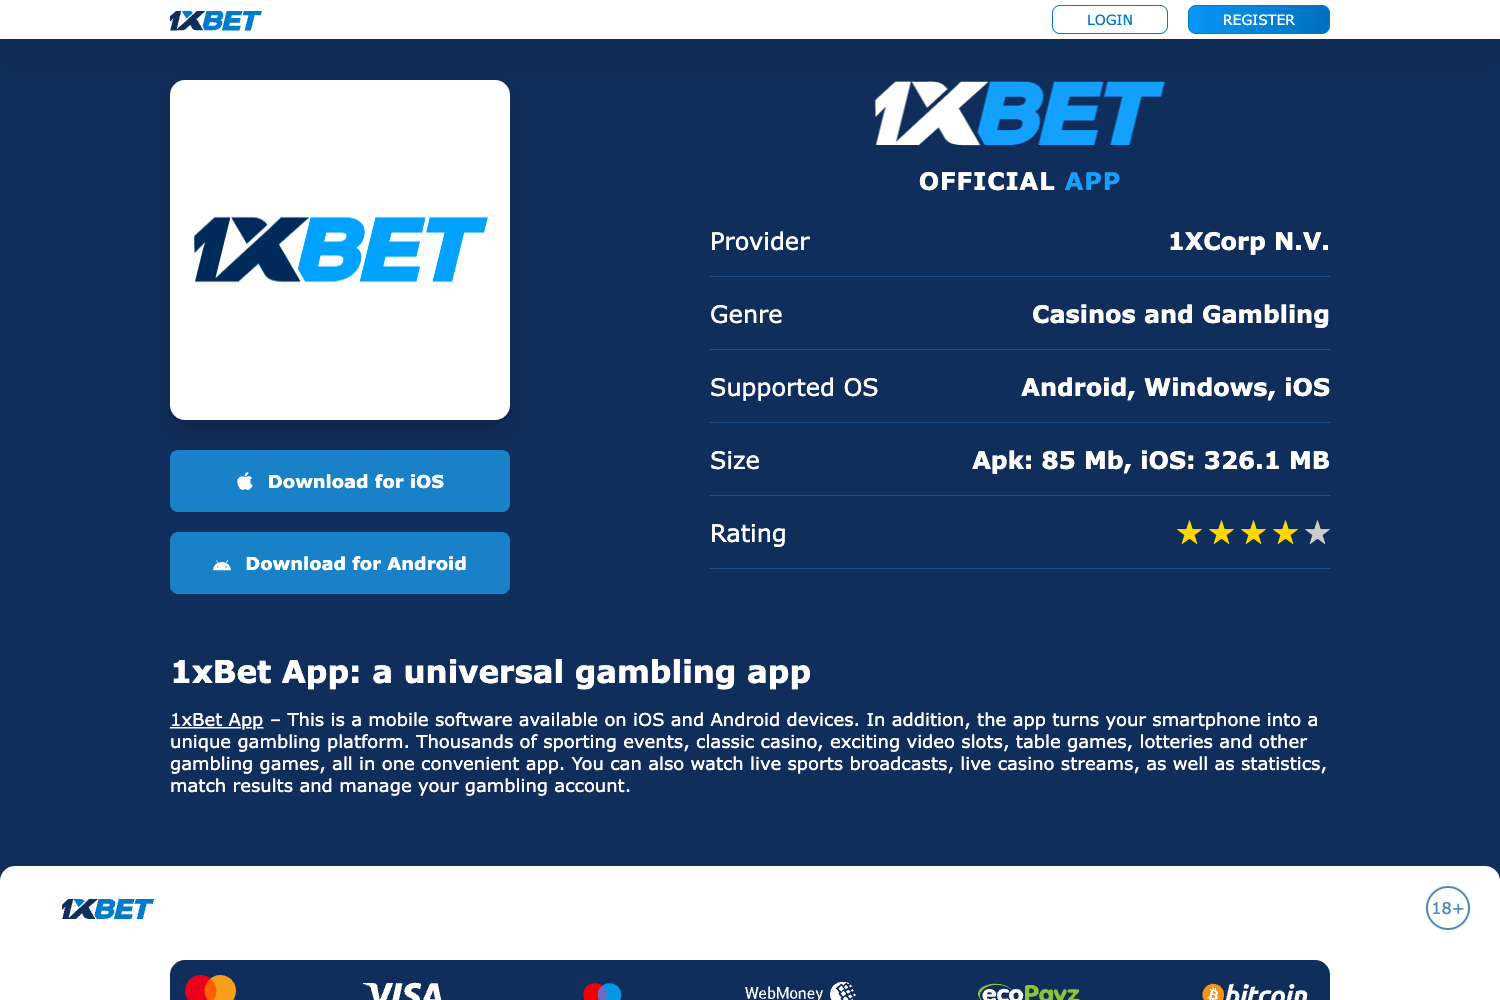 1XBET
LOGIN
REGISTER
1XBET
1XBET
OFFICIAL APP
Provider
1XCorp N.V.
Genre
Casinos and Gambling
Supported OS
Android, Windows, iOS
Size
Apk: 85 Mb, iOS: 326.1 MB
Rating
Download for iOS
Download for Android
1xBet App: a universal gambling app
1xBet App – This is a mobile software available on iOS and Android devices. In addition, the app turns your smartphone into a
unique gambling platform. Thousands of sporting events, classic casino, exciting video slots, table games, lotteries and other
gambling games, all in one convenient app. You can also watch live sports broadcasts, live casino streams, as well as statistics,
match results and manage your gambling account.
1XBET
18+
VISA
WebMoney
ecoPayz
bitcoin